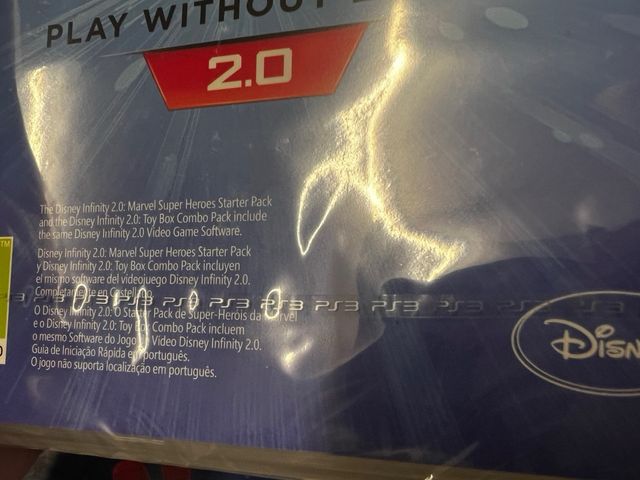 PLAY WITHOUT
2.0
The Disney Infinity 2.0: Marvel Super Heroes Starter Pack
and the Disney Infinity 2.0: Toy Box Combo Pack include
the same Disney Infinity 2.0 Video Game Software.
Disney Infinity 2.0: Marvel Super Heroes Starter Pack
y Disney Infinity 2.0: Toy Box Combo Pack incluyen
el mismo software del videojuego Disney Infinity 2.0.
Completamente en
PS3 PS3 PS3 PS3 PS3 PS3 PS3 PS3
O Disney Infinity 2.0: O Pack de Super-Heróis da
e o Disney Infinity 2.0: Toy Combo Pack incluem
o mesmo Software do Jogo Vídeo Disney Infinity 2.0.
Guia de Iniciação Rápida em português.
O jogo não suporta localização em português.